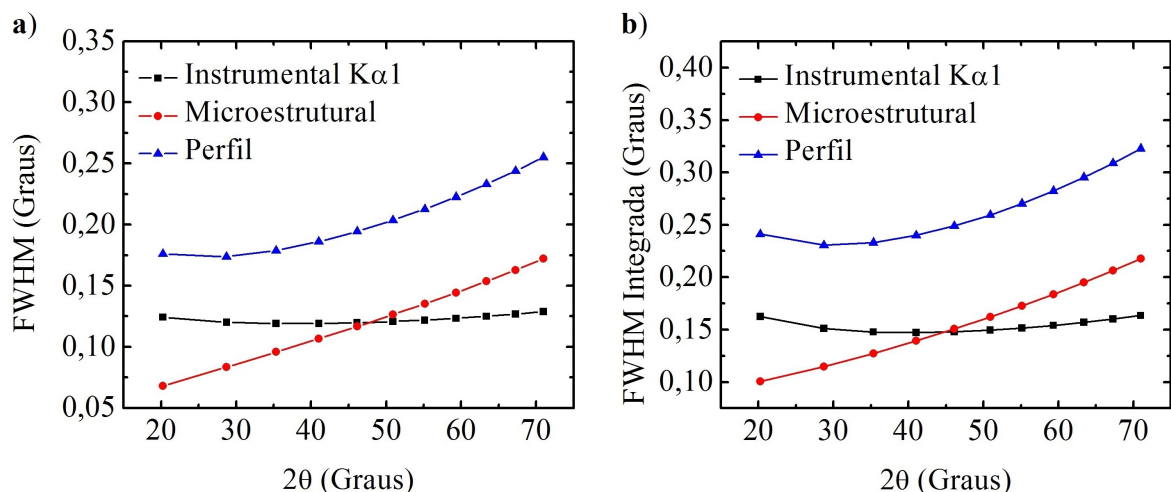 a)
FWHM (Graus)
0,35
0,30
0,25
0,20
0,15
0,10
0,05
Instrumental Kα1
Microestrutural
Perfil
20 30 40 50 60 70
2θ (Graus)
b)
FWHM Integrada (Graus)
0,40
0,35
0,30
0,25
0,20
0,15
0,10
Instrumental Kα1
Microestrutural
Perfil
20 30 40 50 60 70
2θ (Graus)